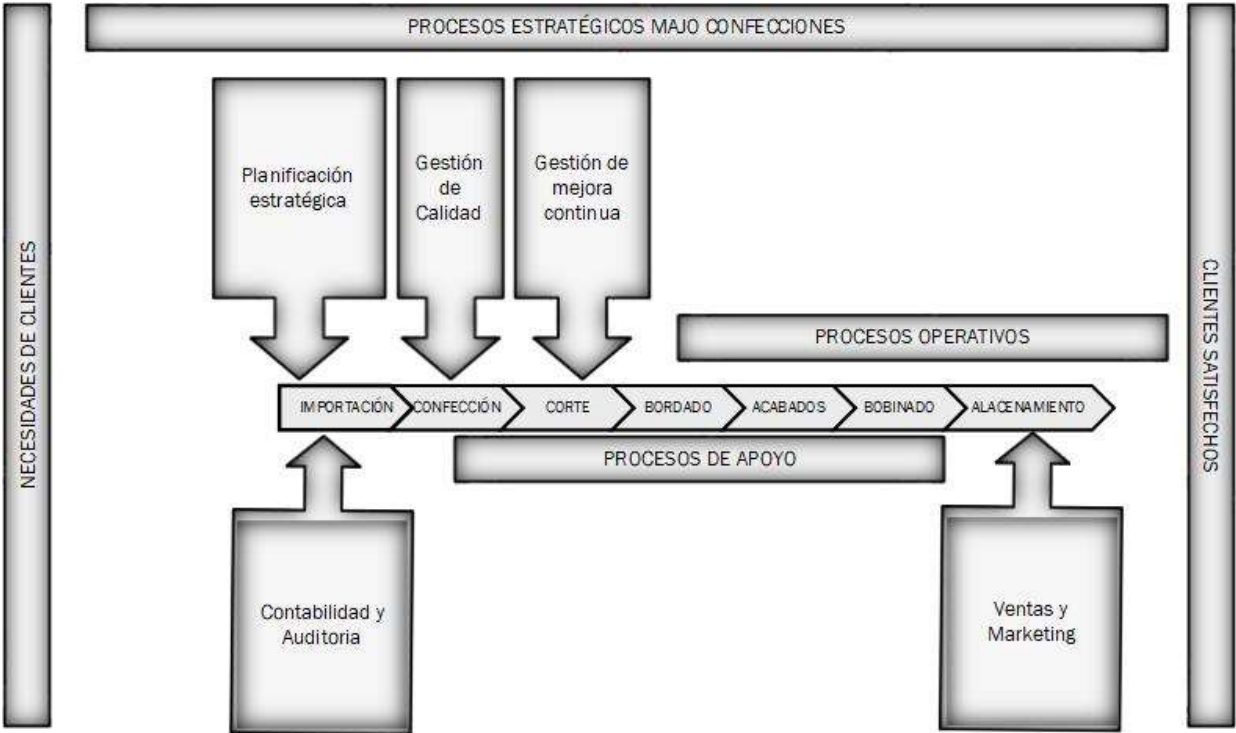 PROCESOS ESTRATÉGICOS MAJO CONFECCIONES
NECESIDADES DE CLIENTES
Planificación
estratégica
Gestión
de
Calidad
Gestión de
mejora
continua
CLIENTES SATISFECHOS
PROCESOS OPERATIVOS
IMPORTACIÓN
CONFECCIÓN
CORTE
BORDADO
ACABADOS
BOBINADO
ALACENAMIENTO
PROCESOS DE APOYO
Contabilidad y
Auditoria
Ventas y
Marketing